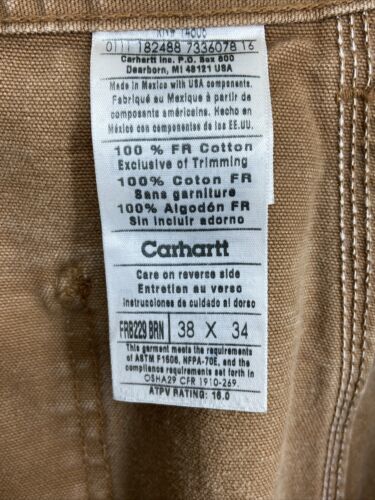 RN# 14806
0111 182488 7336078 16
Carhartt Inc. P.O. Box 600
Dearborn, MI 48121 USA
Made in Mexico with USA components.
Fabriqué au Mexique à partir de
composants américains. Hecho en
México con componentes de los EE.UU.
100 % FR Cotton
Exclusive of Trimming
100% Coton FR
Sans garniture
100% Algodón FR
Sin incluir adorno
Carhartt
Care on reverse side
Entretien au verso
Instrucciones de cuidado al dorso
FRB229 BRN 38 X 34
This garment meets the requirements
of ASTM F1506, NFPA-70E, and the
compliance requirements set forth in
OSHA29 CFR 1910-269.
ATPV RATING: 16.0